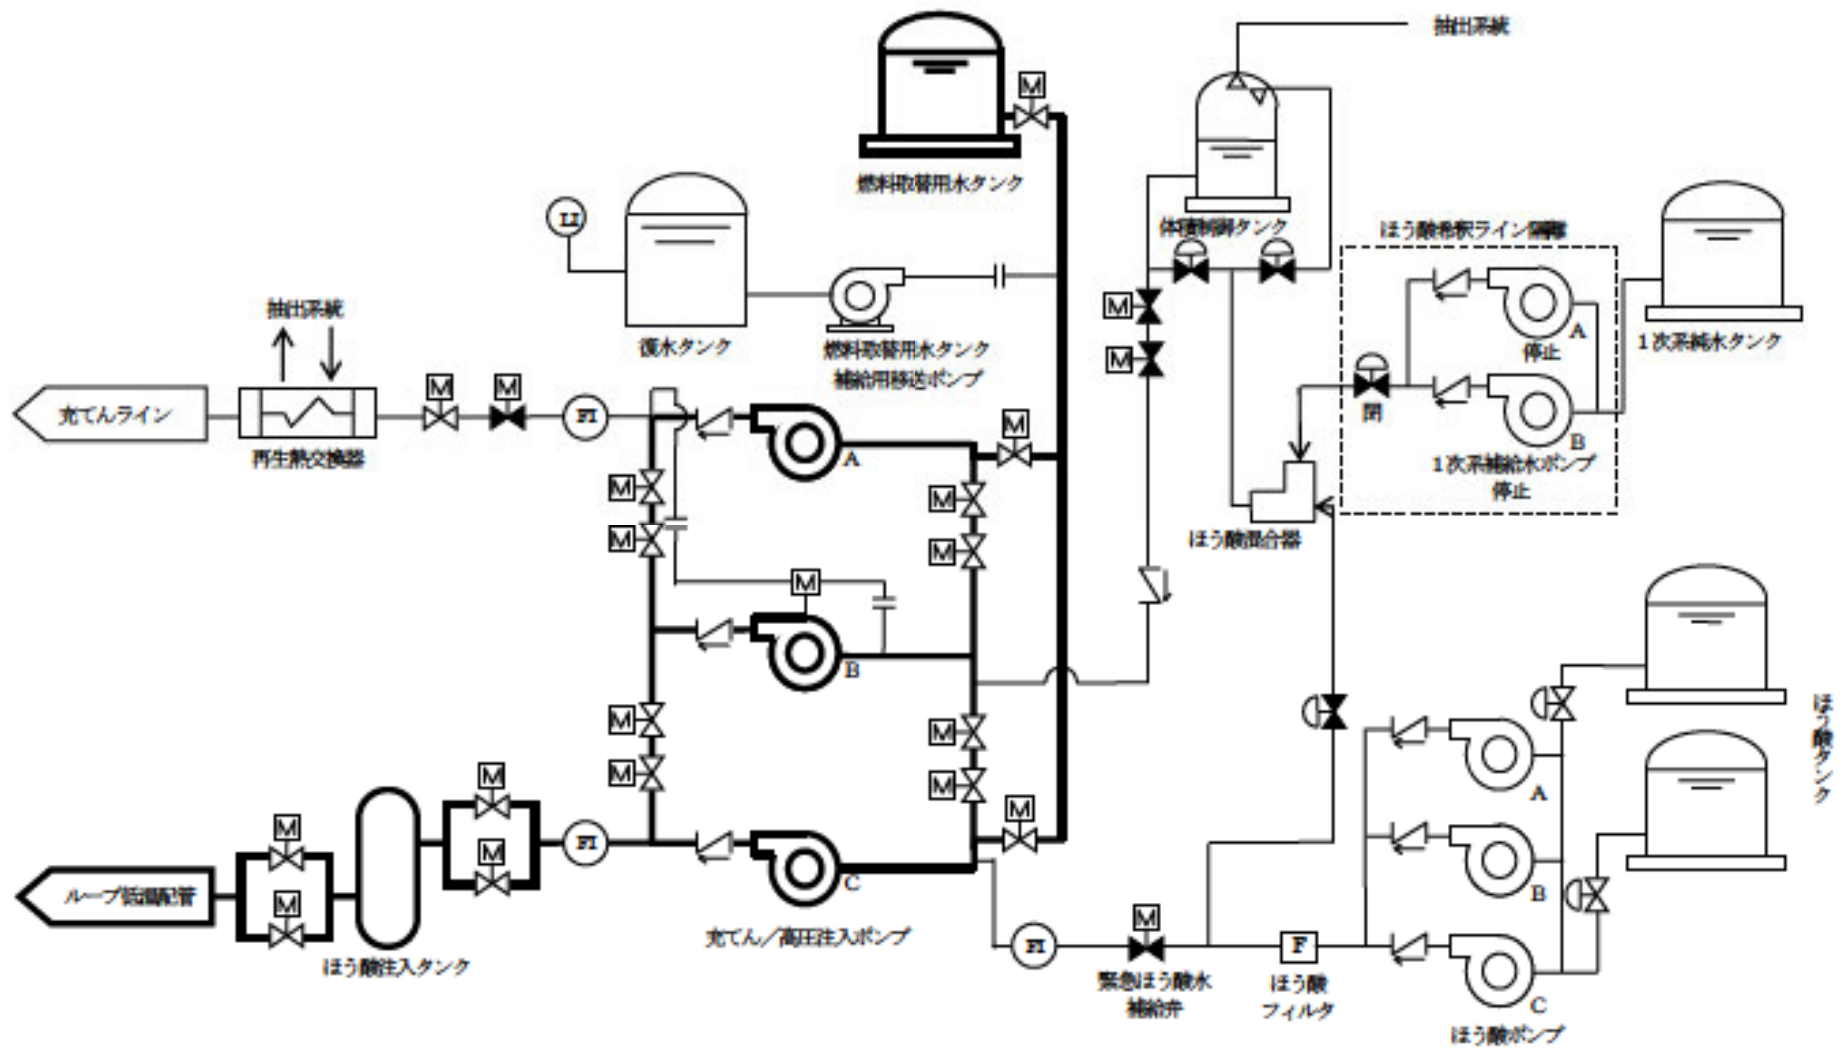 抽出系統
M
燃料取替用水タンク
LI
体積制御タンク
ほう酸希釈ライン隔離
M
M
A
停止
1次系純水タンク
閉
B
1次系補給水ポンプ
停止
復水タンク
燃料取替用水タンク
補給用移送ポンプ
抽出系統
充てんライン
再生熱交換器
M
M
FI
A
M
M
M
M
M
ほう酸混合器
M
B
M
M
M
M
ほう酸タンク
A
B
C
M
M
FI
M
M
M
ループ低温配管
ほう酸注入タンク
C
充てん/高圧注入ポンプ
FI
M
緊急ほう酸水
補給弁
F
ほう酸
フィルタ
ほう酸ポンプ